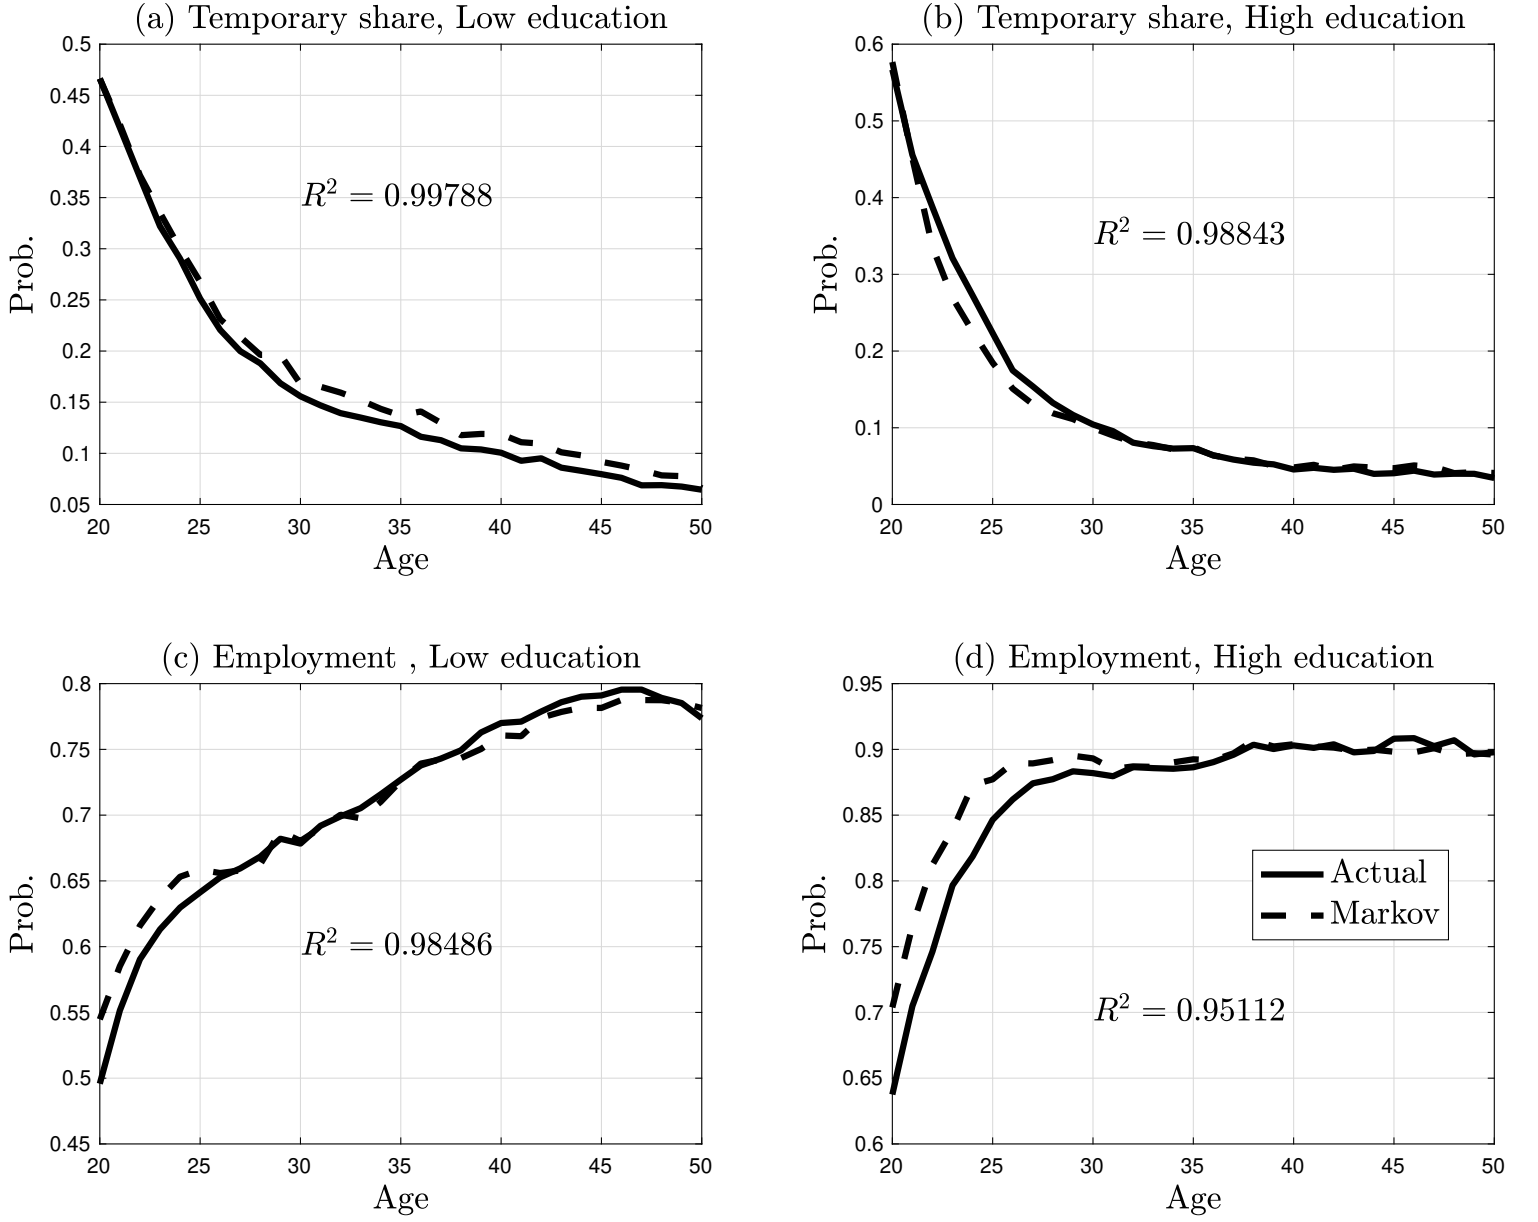 (a) Temporary share, Low education
0.5
0.45
0.4
0.35
0.3
0.25
0.2
0.15
0.1
0.05
Prob.
R² = 0.99788
20 25 30 35 40 45 50
Age
(b) Temporary share, High education
0.6
0.5
0.4
0.3
0.2
0.1
0
Prob.
R² = 0.98843
20 25 30 35 40 45 50
Age
(c) Employment , Low education
0.8
0.75
0.7
0.65
0.6
0.55
0.5
0.45
Prob.
R² = 0.98486
20 25 30 35 40 45 50
Age
(d) Employment, High education
0.95
0.9
0.85
0.8
0.75
0.7
0.65
0.6
Prob.
Actual
Markov
R² = 0.95112
20 25 30 35 40 45 50
Age